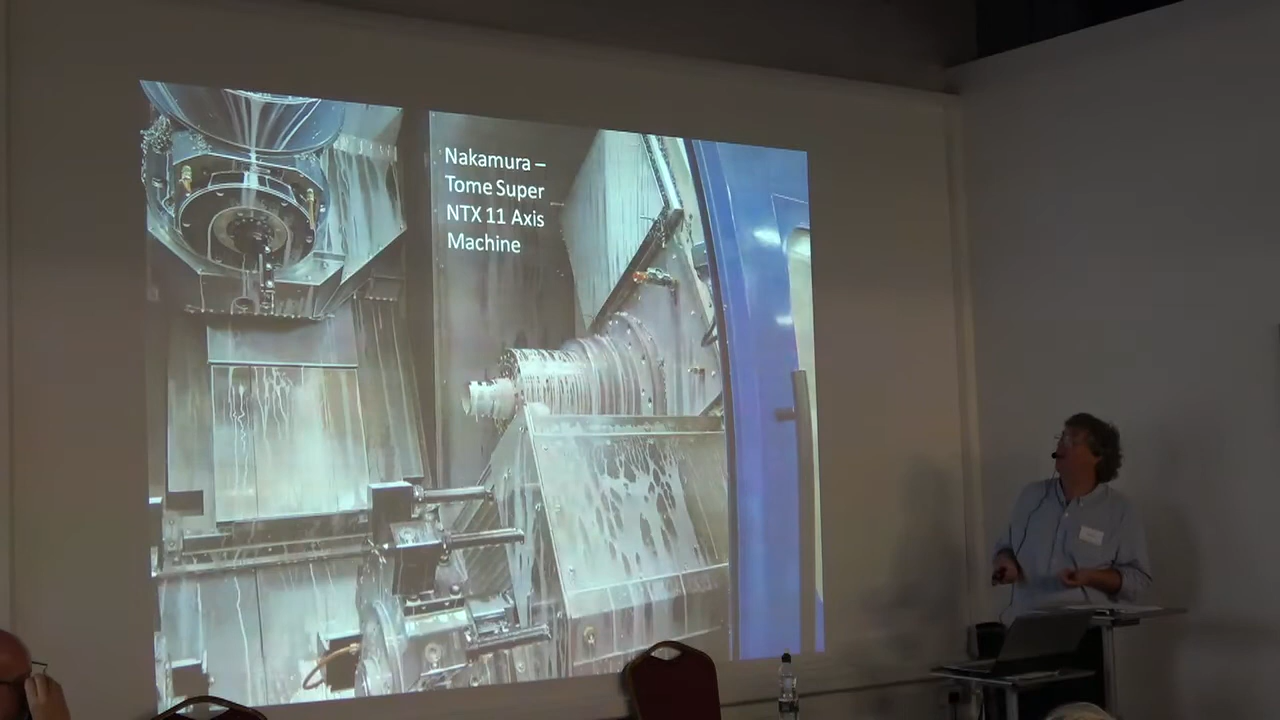 Nakamura –
Tome Super
NTX 11 Axis
Machine